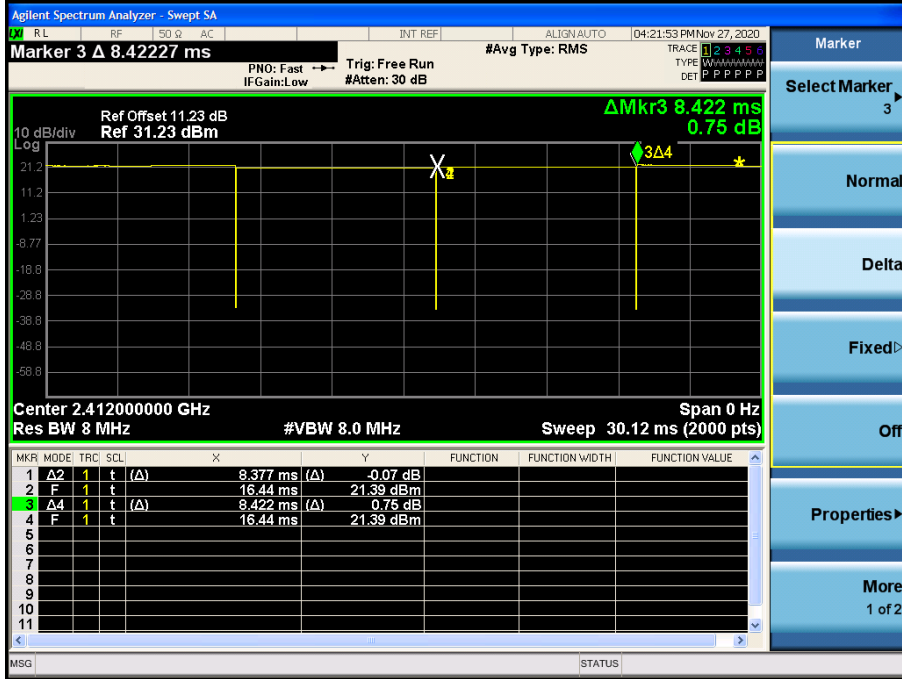 Agilent Spectrum Analyzer - Swept SA
LXI RL RF 50 Ω AC INT REF ALIGNAUTO 04:21:53 PM Nov 27, 2020
Marker 3 Δ 8.42227 ms
PNO: Fast
IFGain:Low
Trig: Free Run
#Atten: 30 dB
#Avg Type: RMS
TRACE 1 2 3 4 5 6
TYPE WWWWWW
DET P P P P P P
Ref Offset 11.23 dB
10 dB/div Ref 31.23 dBm
Log
ΔMkr3 8.422 ms
0.75 dB
3Δ4
21.2
11.2
1.23
-8.77
-18.8
-28.8
-38.8
-48.8
-58.8
Center 2.412000000 GHz Span 0 Hz
Res BW 8 MHz #VBW 8.0 MHz Sweep 30.12 ms (2000 pts)
MKR MODE TRC SCL X Y FUNCTION FUNCTION WIDTH FUNCTION VALUE
1 Δ2 1 t (Δ) 8.377 ms (Δ) -0.07 dB
2 F 1 t 16.44 ms 21.39 dBm
3 Δ4 1 t (Δ) 8.422 ms (Δ) 0.75 dB
4 F 1 t 16.44 ms 21.39 dBm
5
6
7
8
9
10
11
MSG STATUS
Marker
Select Marker
3
Normal
Delta
Fixed
Off
Properties
More
1 of 2